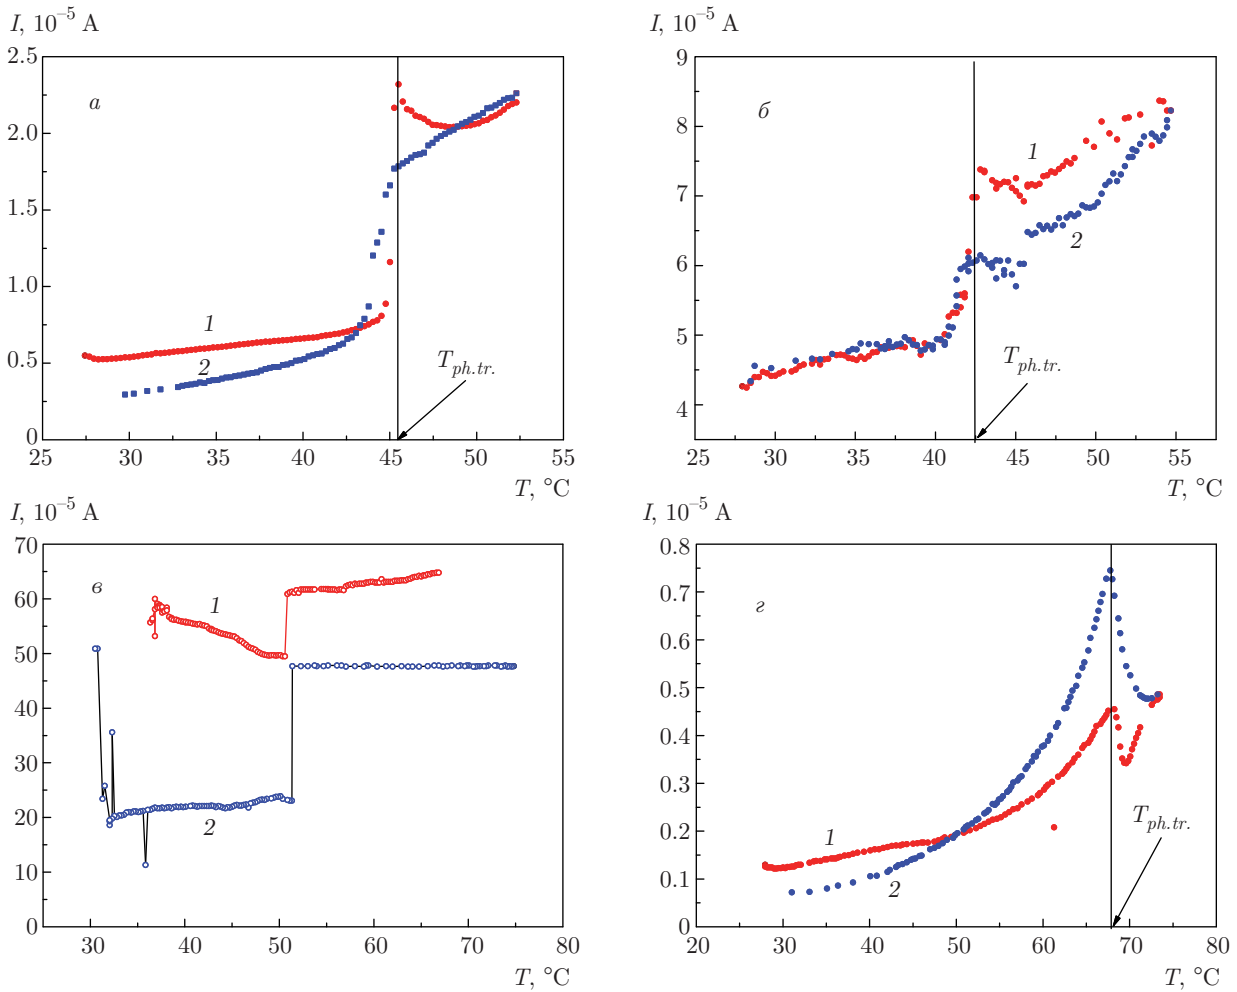 I, 10⁻⁵ A
2.5
2.0
1.5
1.0
0.5
0
а
1
2
T_ph.tr.
25 30 35 40 45 50 55
T, °C
I, 10⁻⁵ A
9
8
7
6
5
4
б
1
2
T_ph.tr.
25 30 35 40 45 50 55
T, °C
I, 10⁻⁵ A
70
60
50
40
30
20
10
0
в
1
2
30 40 50 60 70 80
T, °C
I, 10⁻⁵ A
0.8
0.7
0.6
0.5
0.4
0.3
0.2
0.1
0
г
1
2
T_ph.tr.
20 30 40 50 60 70 80
T, °C